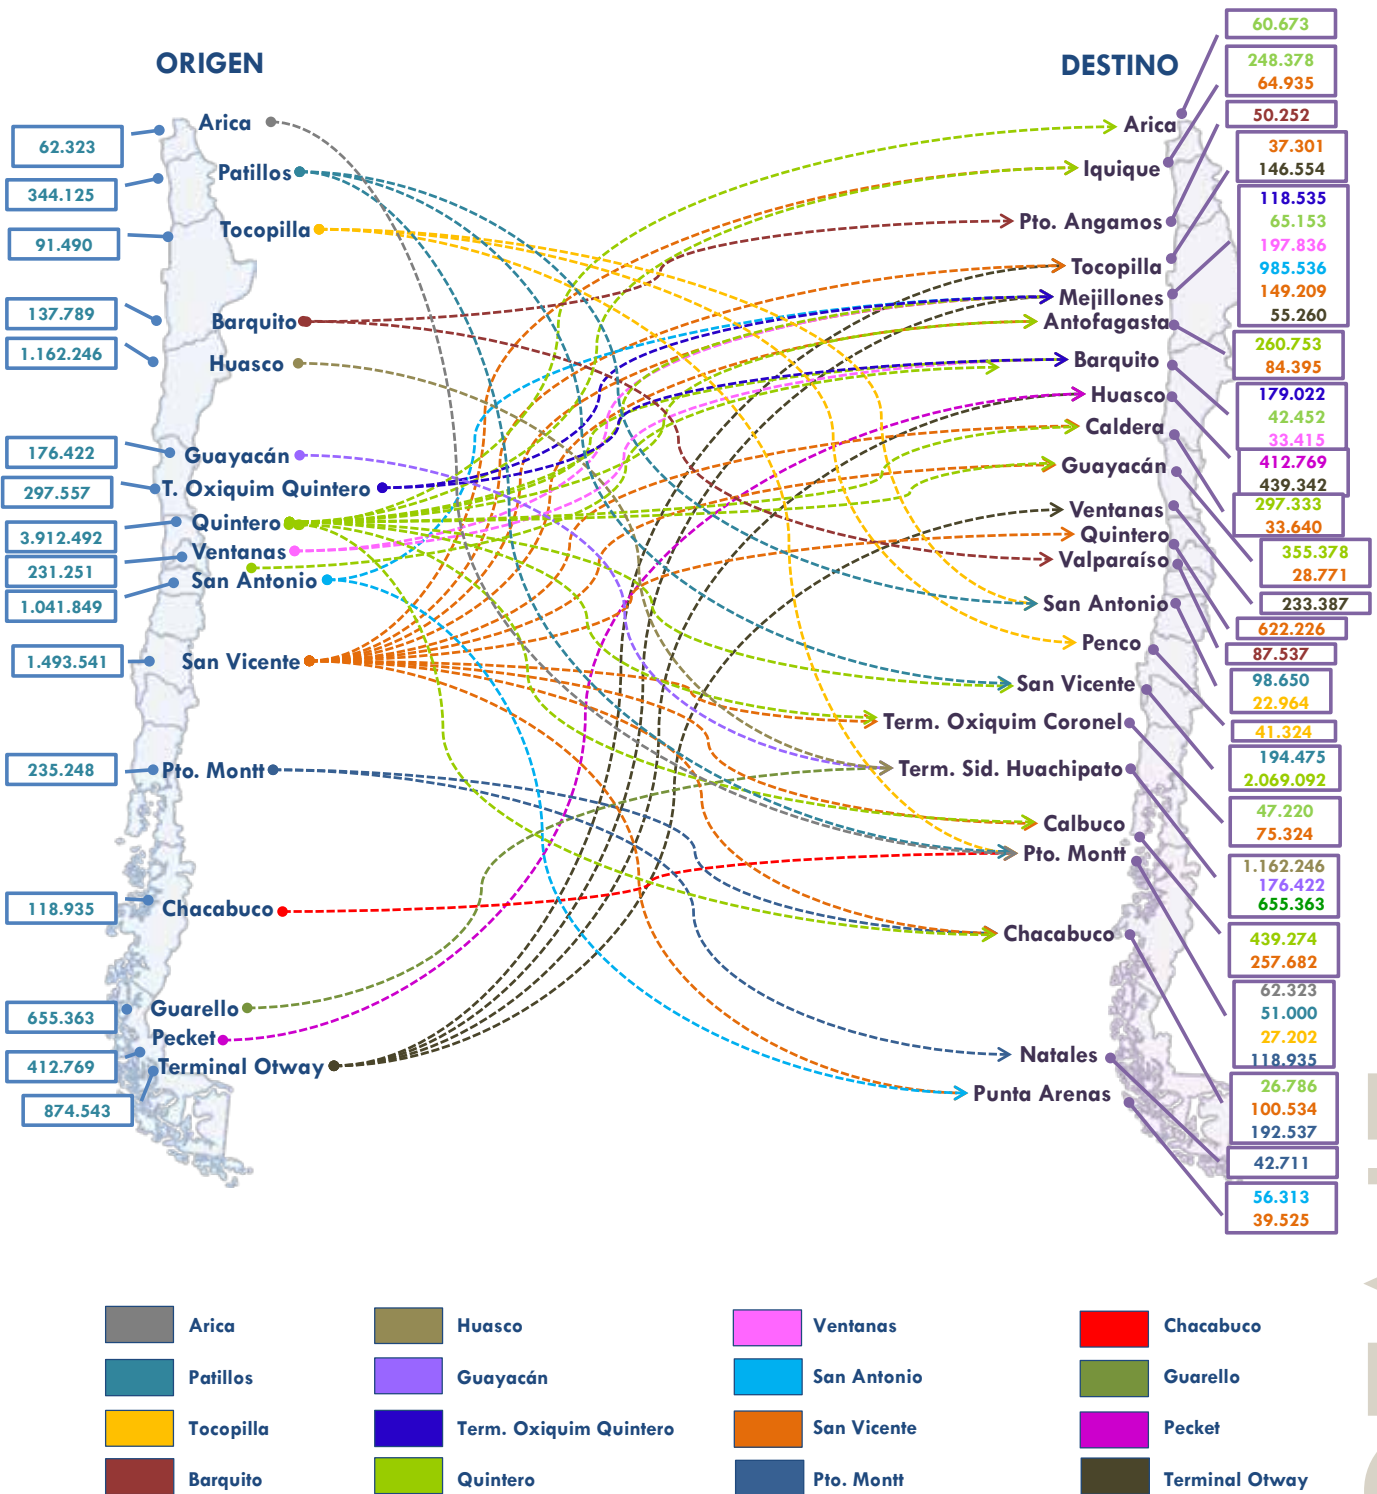 ORIGEN
DESTINO
Arica
Patillos
Tocopilla
Barquito
Huasco
Guayacán
T. Oxiquim Quintero
Quintero
Ventanas
San Antonio
San Vicente
Pto. Montt
Chacabuco
Guarello
Pecket
Terminal Otway
62.323
344.125
91.490
137.789
1.162.246
176.422
297.557
3.912.492
231.251
1.041.849
1.493.541
235.248
118.935
655.363
412.769
874.543
Arica
Iquique
Pto. Angamos
Tocopilla
Mejillones
Antofagasta
Barquito
Huasco
Caldera
Guayacán
Ventanas
Quintero
Valparaíso
San Antonio
Penco
San Vicente
Term. Oxiquim Coronel
Term. Sid. Huachipato
Calbuco
Pto. Montt
Chacabuco
Natales
Punta Arenas
60.673
248.378
64.935
50.252
37.301
146.554
118.535
65.153
197.836
985.536
149.209
55.260
260.753
84.395
179.022
42.452
33.415
412.769
439.342
297.333
33.640
355.378
28.771
233.387
622.226
87.537
98.650
22.964
41.324
194.475
2.069.092
47.220
75.324
1.162.246
176.422
655.363
439.274
257.682
62.323
51.000
27.202
118.935
26.786
100.534
192.537
42.711
56.313
39.525
Arica
Huasco
Ventanas
Chacabuco
Patillos
Guayacán
San Antonio
Guarello
Tocopilla
Term. Oxiquim Quintero
San Vicente
Pecket
Barquito
Quintero
Pto. Montt
Terminal Otway